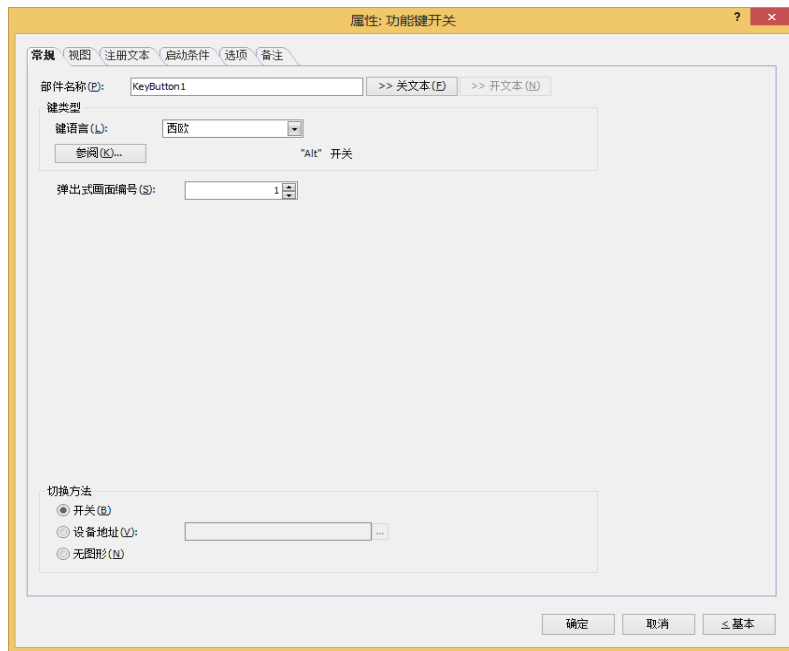 属性: 功能键开关
? ×
常规 视图 注册文本 启动条件 选项 备注
部件名称(P): KeyButton1 >> 关文本(F) >> 开文本(N)
键类型
键语言(L): 西欧
参阅(K)... "Alt" 开关
弹出式画面编号(S): 1
切换方法
开关(B)
设备地址(V): ...
无图形(N)
确定 取消 ≤基本